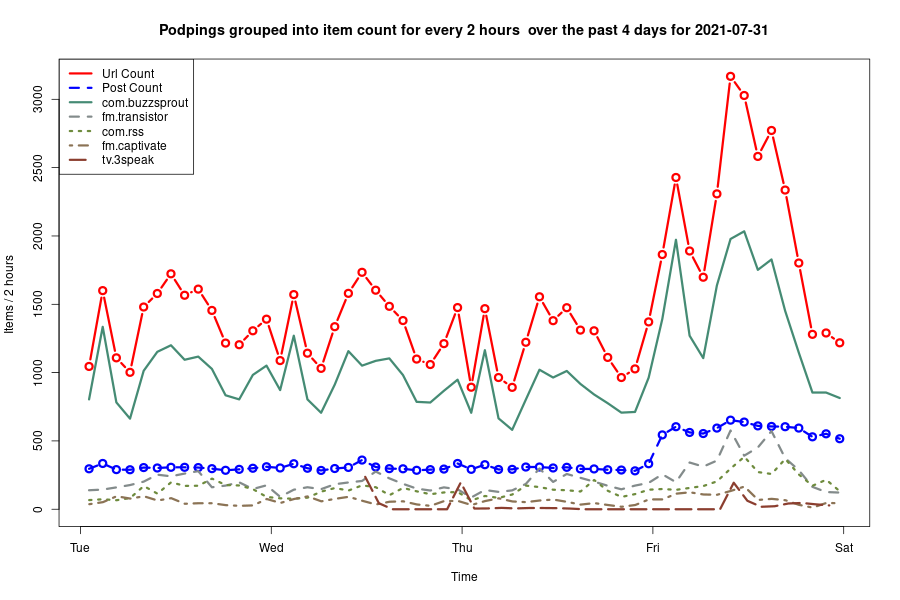 Podpings grouped into item count for every 2 hours  over the past 4 days for 2021-07-31
Url Count
Post Count
com.buzzsprout
fm.transistor
com.rss
fm.captivate
tv.3speak
3000
2500
2000
1500
1000
500
0
Items / 2 hours
Tue Wed Thu Fri Sat
Time